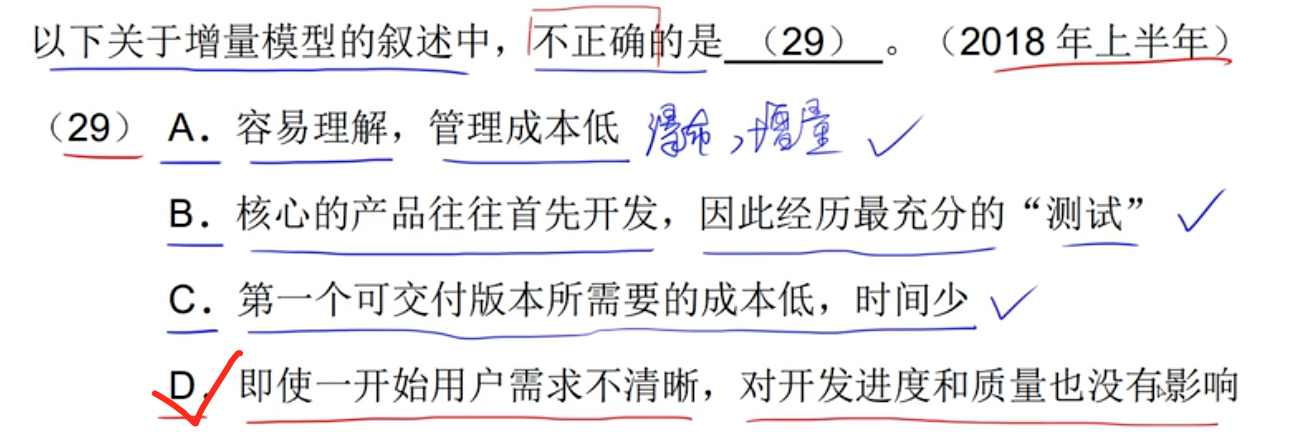 以下关于增量模型的叙述中，不正确的是 （29） 。（2018 年上半年）
（29） A．容易理解，管理成本低 瀑布，增量
B．核心的产品往往首先开发，因此经历最充分的“测试”
C．第一个可交付版本所需要的成本低，时间少
D．即使一开始用户需求不清晰，对开发进度和质量也没有影响